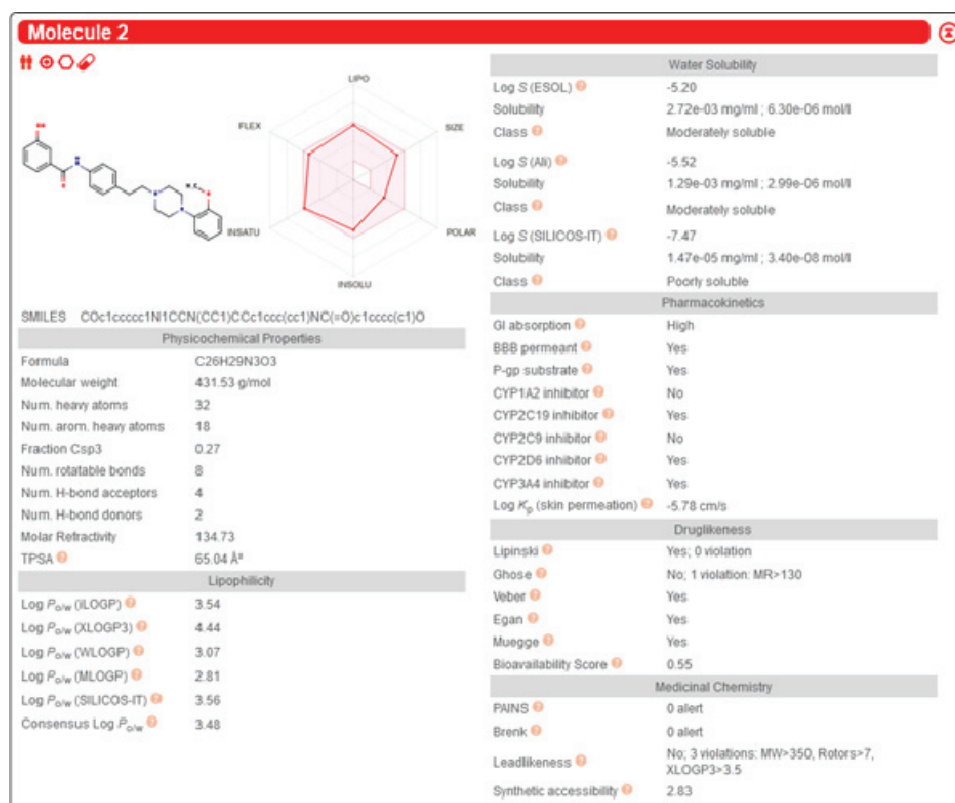 Molecule 2
LIPO
SIZE
POLAR
INSOLU
INSATU
FLEX
SMILES COc1ccccc1N1CCN(CC1)CCc1ccc(cc1)NC(=O)c1cccc(c1)O
Physicochemical Properties
Formula C26H29N3O3
Molecular weight 431.53 g/mol
Num. heavy atoms 32
Num. arom. heavy atoms 18
Fraction Csp3 0.27
Num. rotatable bonds 8
Num. H-bond acceptors 4
Num. H-bond donors 2
Molar Refractivity 134.73
TPSA 65.04 Å²
Lipophilicity
Log Po/w (iLOGP) 3.54
Log Po/w (XLOGP3) 4.44
Log Po/w (WLOGP) 3.07
Log Po/w (MLOGP) 2.81
Log Po/w (SILICOS-IT) 3.56
Consensus Log Po/w 3.48
Water Solubility
Log S (ESOL) -5.20
Solubility 2.72e-03 mg/ml ; 6.30e-06 mol/l
Class Moderately soluble
Log S (Ali) -5.52
Solubility 1.29e-03 mg/ml ; 2.99e-06 mol/l
Class Moderately soluble
Log S (SILICOS-IT) -7.47
Solubility 1.47e-05 mg/ml ; 3.40e-08 mol/l
Class Poorly soluble
Pharmacokinetics
GI absorption High
BBB permeant Yes
P-gp substrate Yes
CYP1A2 inhibitor No
CYP2C19 inhibitor Yes
CYP2C9 inhibitor No
CYP2D6 inhibitor Yes
CYP3A4 inhibitor Yes
Log Kp (skin permeation) -5.78 cm/s
Druglikeness
Lipinski Yes; 0 violation
Ghose No; 1 violation: MR>130
Veber Yes
Egan Yes
Muegge Yes
Bioavailability Score 0.55
Medicinal Chemistry
PAINS 0 alert
Brenk 0 alert
Leadlikeness No; 3 violations: MW>350, Rotors>7,
XLOGP3>3.5
Synthetic accessibility 2.83